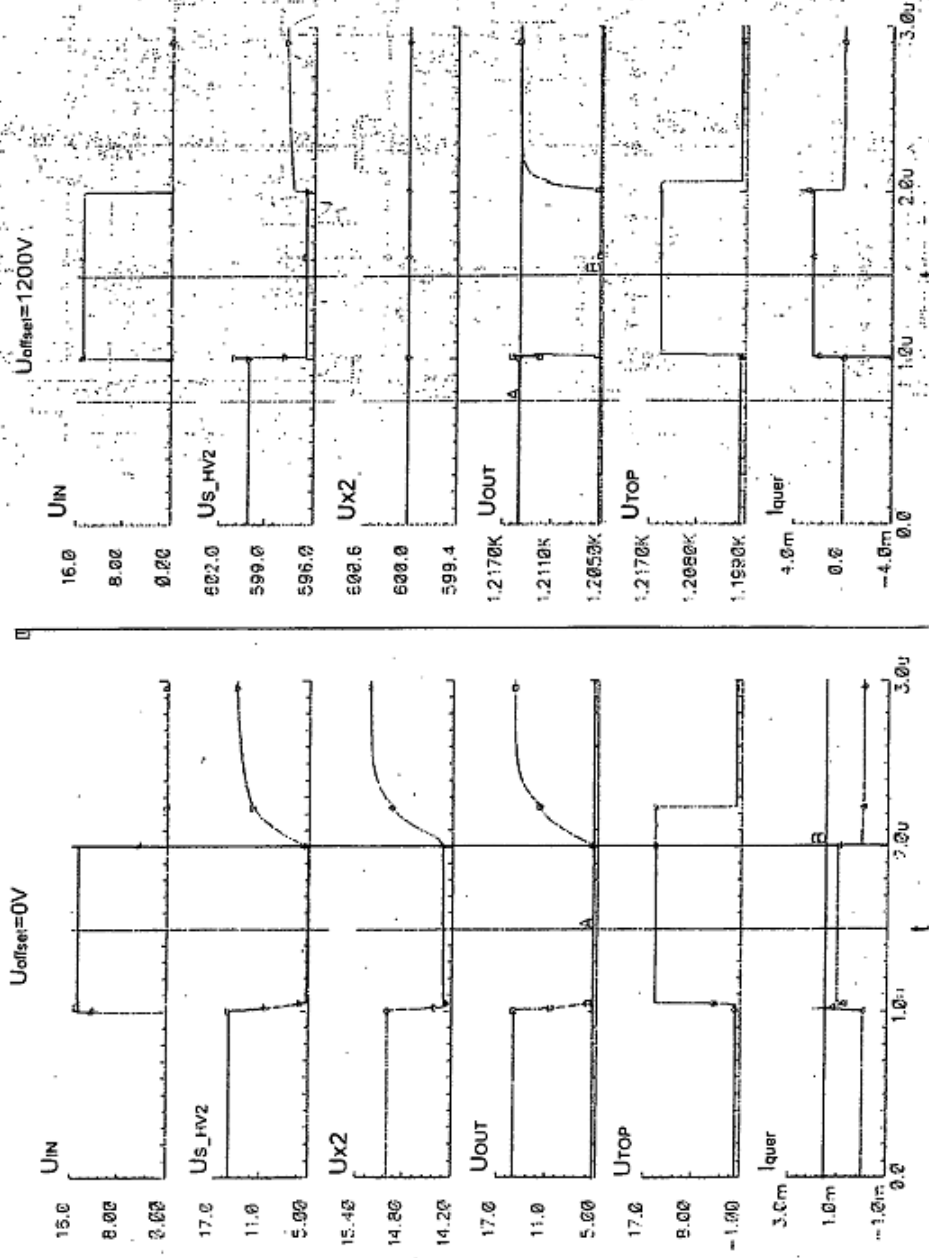 Uoffset=0V
UIN
16.0
8.00
0.00
US_HV2
17.0
11.0
5.00
UX2
15.40
14.80
14.20
UOUT
17.0
11.0
5.00
A
UTOP
17.0
8.00
-1.00
Iquer
3.0m
1.0m
-1.0m
B
0.0 1.0u 2.0u 3.0u
t
Uoffset=1200V
UIN
16.0
8.00
0.00
US_HV2
602.0
599.0
596.0
UX2
600.6
600.0
599.4
UOUT
1.2170K
1.2110K
1.2050K
A
B
UTOP
1.2170K
1.2080K
1.1990K
Iquer
4.0m
0.0
-4.0m
0.0 1.0u 2.0u 3.0u
t